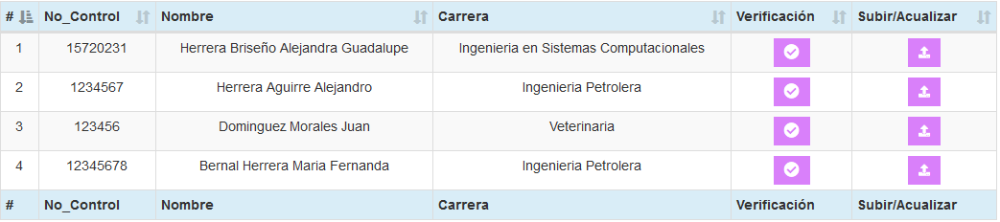 # No_Control Nombre Carrera Verificación Subir/Acualizar
1 15720231 Herrera Briseño Alejandra Guadalupe Ingenieria en Sistemas Computacionales
2 1234567 Herrera Aguirre Alejandro Ingenieria Petrolera
3 123456 Dominguez Morales Juan Veterinaria
4 12345678 Bernal Herrera Maria Fernanda Ingenieria Petrolera
# No_Control Nombre Carrera Verificación Subir/Acualizar